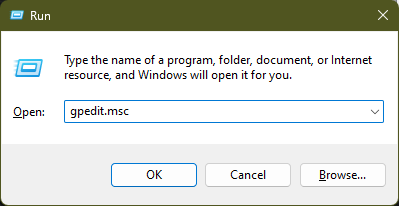 Run
Type the name of a program, folder, document, or Internet
resource, and Windows will open it for you.
Open: gpedit.msc
OK Cancel Browse...